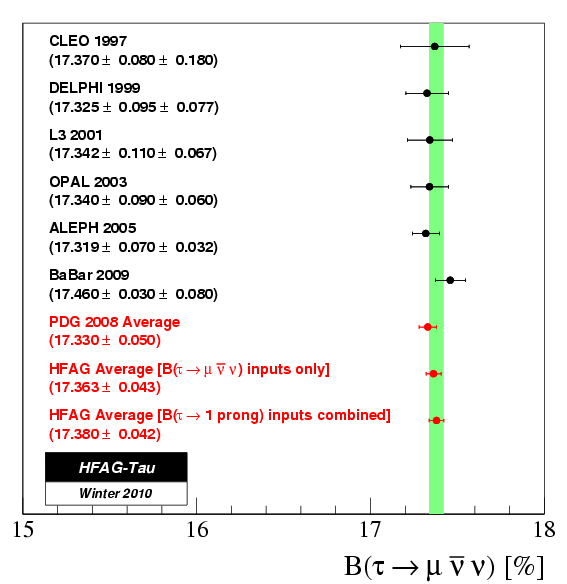 CLEO 1997
(17.370 ± 0.080 ± 0.180)
DELPHI 1999
(17.325 ± 0.095 ± 0.077)
L3 2001
(17.342 ± 0.110 ± 0.067)
OPAL 2003
(17.340 ± 0.090 ± 0.060)
ALEPH 2005
(17.319 ± 0.070 ± 0.032)
BaBar 2009
(17.460 ± 0.030 ± 0.080)
PDG 2008 Average
(17.330 ± 0.050)
HFAG Average [B(τ → μ ν̅ ν) inputs only]
(17.363 ± 0.043)
HFAG Average [B(τ → 1 prong) inputs combined]
(17.380 ± 0.042)
HFAG-Tau
Winter 2010
15 16 17 18
B(τ → μ ν̅ ν) [%]